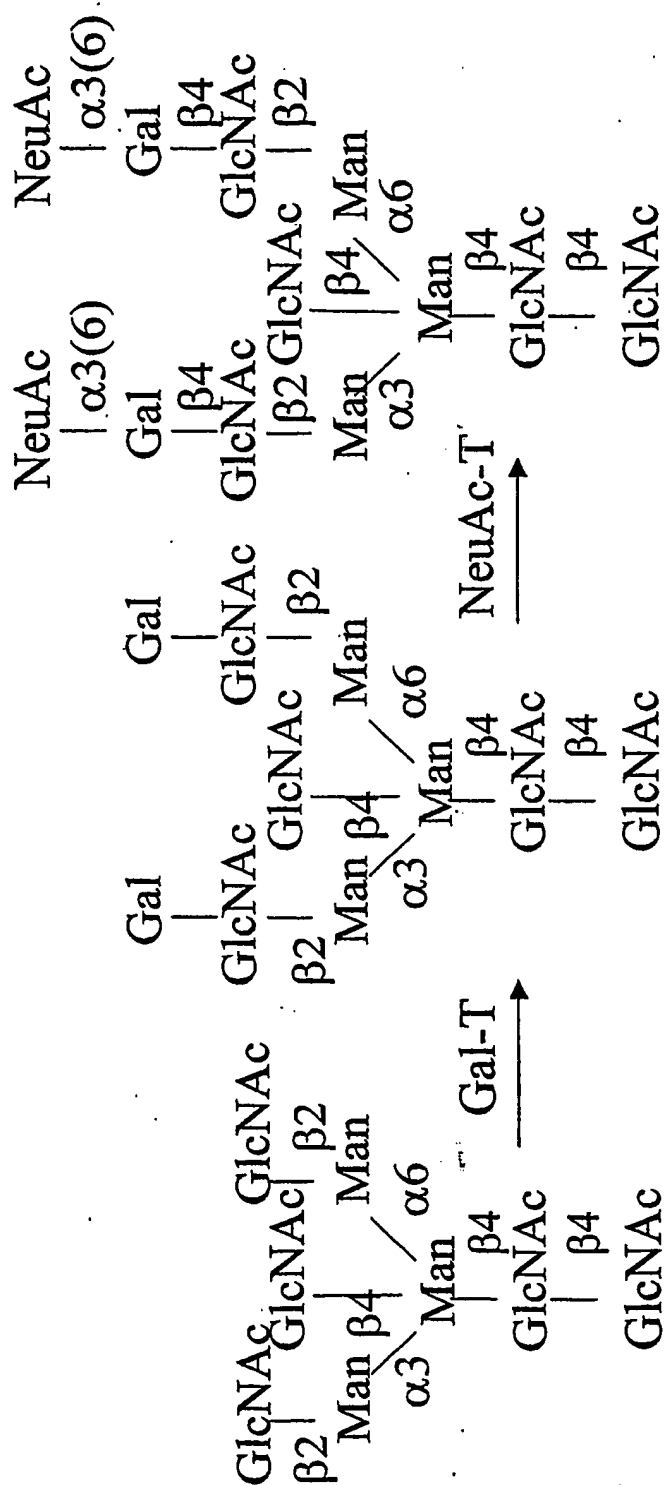 GlcNAc GlcNAc GlcNAc
β2 β2
Man β4 Man
α3 α6
Man
β4
GlcNAc
β4
GlcNAc
Gal-T
Gal Gal
GlcNAc GlcNAc
GlcNAc
β2 β2
Man β4 Man
α3 α6
Man
β4
GlcNAc
β4
GlcNAc
NeuAc-T
NeuAc NeuAc
α3(6) α3(6)
Gal Gal
β4 β4
GlcNAc GlcNAc
β2 GlcNAc β2
Man β4 Man
α3 α6
Man
β4
GlcNAc
β4
GlcNAc